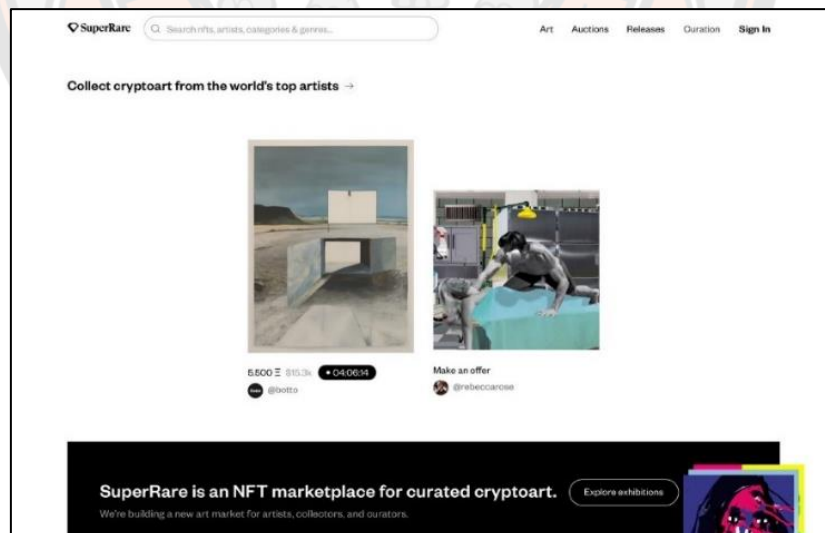 SuperRare
Search nfts, artists, categories & genres...
Art Auctions Releases Curation Sign In
Collect cryptoart from the world's top artists →
5.500 Ξ $15.3k • 04:06:14
@botto
Make an offer
@rebeccarose
SuperRare is an NFT marketplace for curated cryptoart.
Explore exhibitions
We're building a new art market for artists, collectors, and curators.